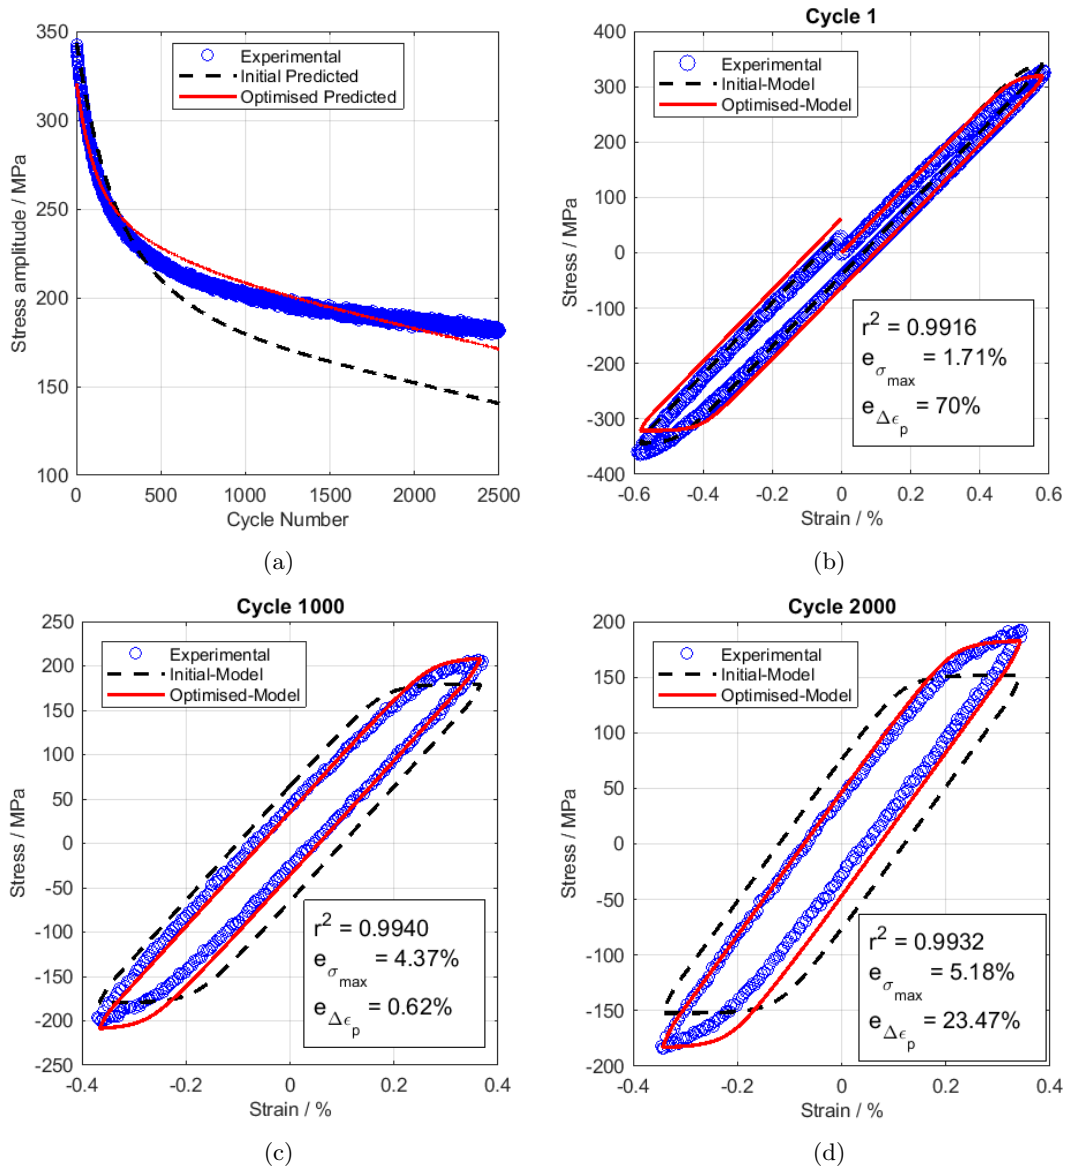 350
300
250
200
150
100
Stress amplitude / MPa
Experimental
Initial Predicted
Optimised Predicted
0 500 1000 1500 2000 2500
Cycle Number
(a)
Cycle 1
400
300
200
100
0
-100
-200
-300
-400
Stress / MPa
Experimental
Initial-Model
Optimised-Model
r² = 0.9916
e_σ_max = 1.71%
e_Δϵ_p = 70%
-0.6 -0.4 -0.2 0 0.2 0.4 0.6
Strain / %
(b)
Cycle 1000
250
200
150
100
50
0
-50
-100
-150
-200
-250
Stress / MPa
Experimental
Initial-Model
Optimised-Model
r² = 0.9940
e_σ_max = 4.37%
e_Δϵ_p = 0.62%
-0.4 -0.2 0 0.2 0.4
Strain / %
(c)
Cycle 2000
200
150
100
50
0
-50
-100
-150
-200
Stress / MPa
Experimental
Initial-Model
Optimised-Model
r² = 0.9932
e_σ_max = 5.18%
e_Δϵ_p = 23.47%
-0.4 -0.2 0 0.2 0.4
Strain / %
(d)